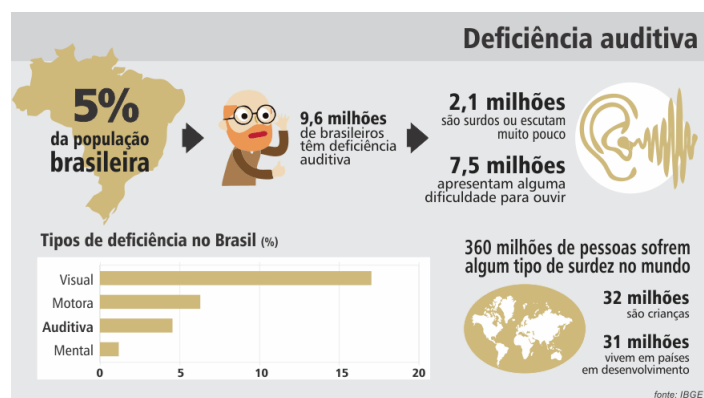 Deficiência auditiva
5%
da população
brasileira
9,6 milhões
de brasileiros
têm deficiência
auditiva
2,1 milhões
são surdos ou escutam
muito pouco
7,5 milhões
apresentam alguma
dificuldade para ouvir
Tipos de deficiência no Brasil (%)
Visual
Motora
Auditiva
Mental
0 5 10 15 20
360 milhões de pessoas sofrem
algum tipo de surdez no mundo
32 milhões
são crianças
31 milhões
vivem em países
em desenvolvimento
fonte: IBGE